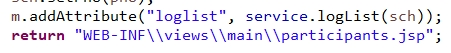 m.addAttribute("loglist", service.logList(sch));
return "WEB-INF\\views\\main\\participants.jsp";